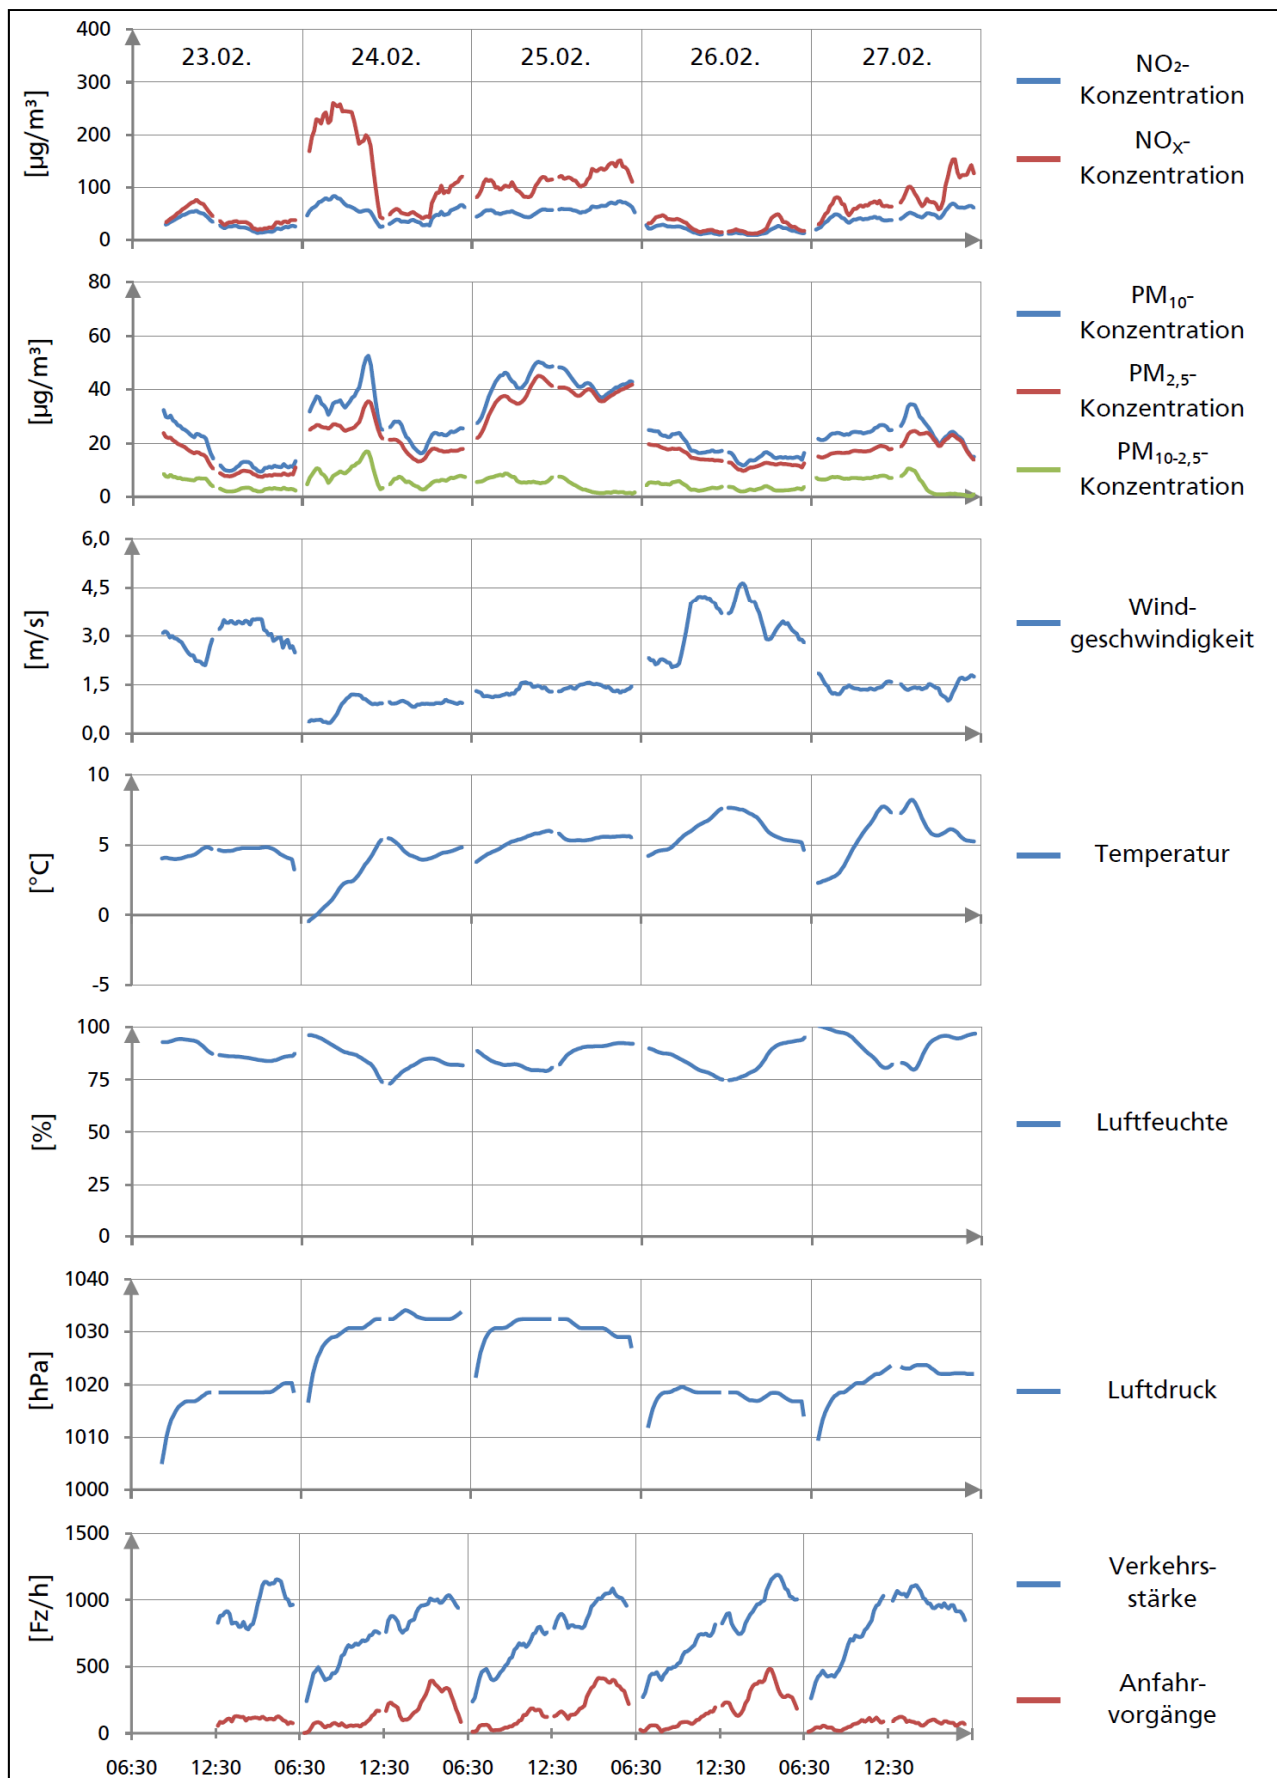 400
300
200
100
0
[µg/m³]
23.02.
24.02.
25.02.
26.02.
27.02.
NO₂-
Konzentration
NOₓ-
Konzentration
80
60
40
20
0
[µg/m³]
PM₁₀-
Konzentration
PM₂,₅-
Konzentration
PM₁₀₋₂,₅-
Konzentration
6,0
4,5
3,0
1,5
0,0
[m/s]
Wind-
geschwindigkeit
10
5
0
-5
[°C]
Temperatur
100
75
50
25
0
[%]
Luftfeuchte
1040
1030
1020
1010
1000
[hPa]
Luftdruck
1500
1000
500
0
[Fz/h]
Verkehrs-
stärke
Anfahr-
vorgänge
06:30 12:30 06:30 12:30 06:30 12:30 06:30 12:30 06:30 12:30